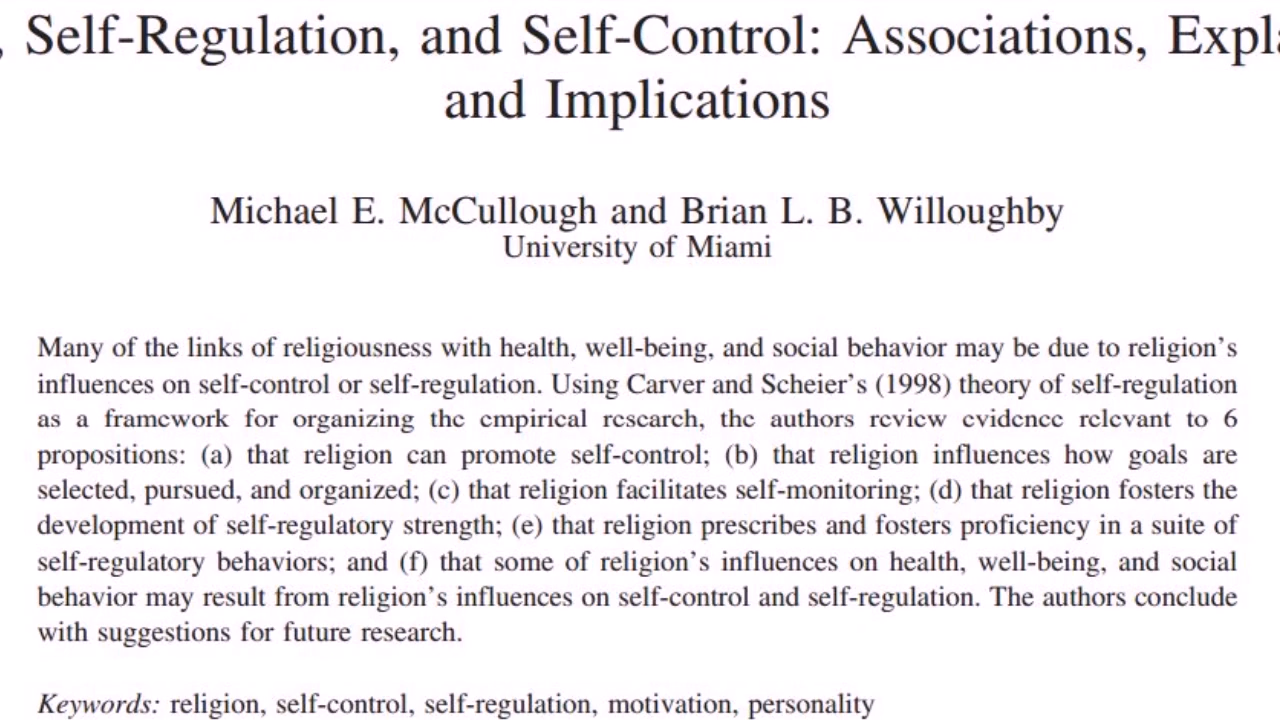 , Self-Regulation, and Self-Control: Associations, Expla
and Implications
Michael E. McCullough and Brian L. B. Willoughby
University of Miami
Many of the links of religiousness with health, well-being, and social behavior may be due to religion's
influences on self-control or self-regulation. Using Carver and Scheier's (1998) theory of self-regulation
as a framework for organizing the empirical research, the authors review evidence relevant to 6
propositions: (a) that religion can promote self-control; (b) that religion influences how goals are
selected, pursued, and organized; (c) that religion facilitates self-monitoring; (d) that religion fosters the
development of self-regulatory strength; (e) that religion prescribes and fosters proficiency in a suite of
self-regulatory behaviors; and (f) that some of religion's influences on health, well-being, and social
behavior may result from religion's influences on self-control and self-regulation. The authors conclude
with suggestions for future research.
Keywords: religion, self-control, self-regulation, motivation, personality